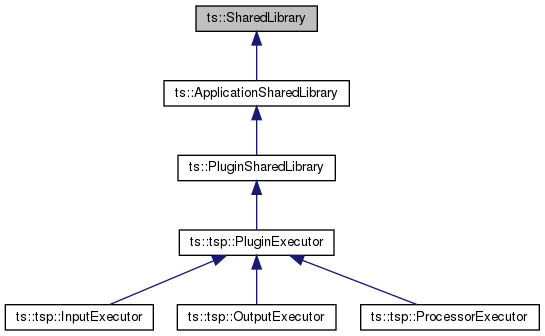 ts::SharedLibrary
ts::ApplicationSharedLibrary
ts::PluginSharedLibrary
ts::tsp::PluginExecutor
ts::tsp::InputExecutor
ts::tsp::OutputExecutor
ts::tsp::ProcessorExecutor